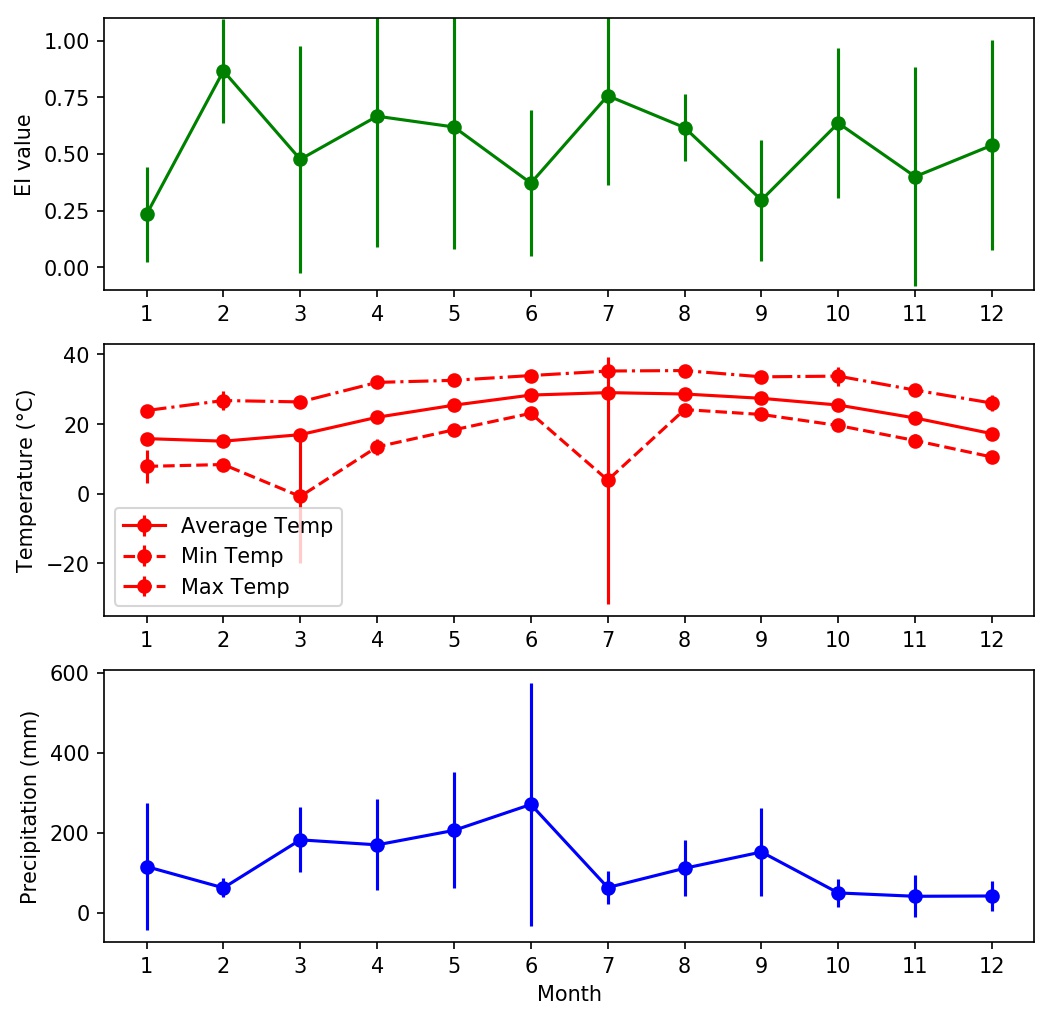 1.00
0.75
0.50
0.25
0.00
EI value
1 2 3 4 5 6 7 8 9 10 11 12
40
20
0
−20
Temperature (°C)
Average Temp
Min Temp
Max Temp
1 2 3 4 5 6 7 8 9 10 11 12
600
400
200
0
Precipitation (mm)
1 2 3 4 5 6 7 8 9 10 11 12
Month